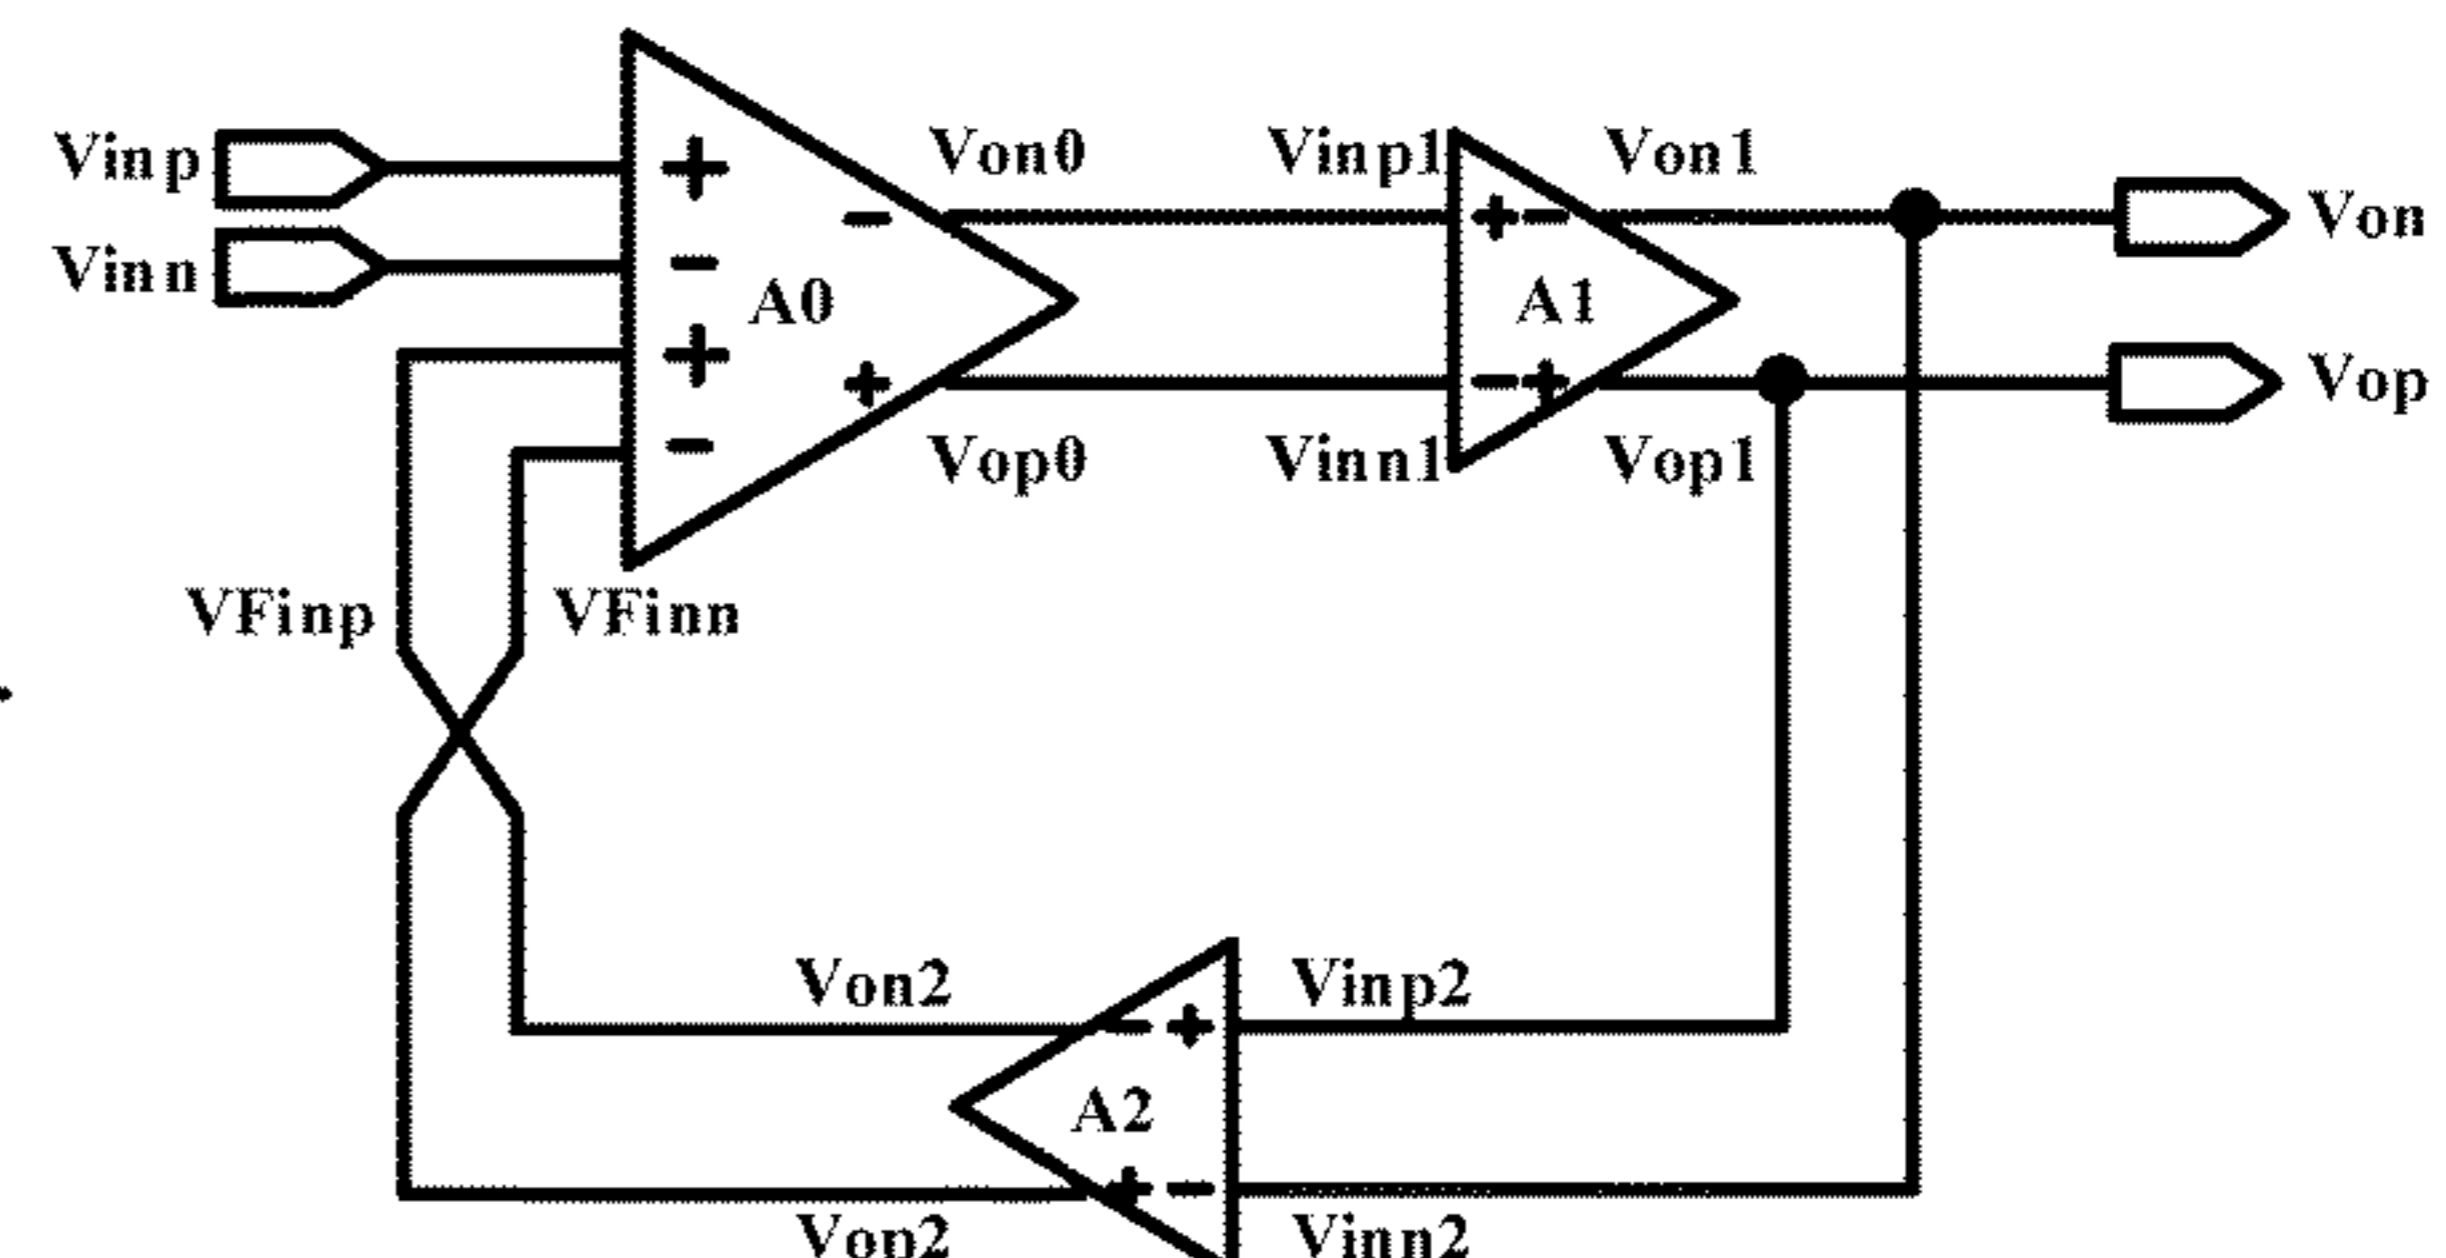 Vinp
Vinn
+
-
+
-
A0
-
+
Von0
Vop0
Vinp1
Vinn1
+-
A1
-+
Von1
Vop1
Von
Vop
VFinp
VFinn
Von2
Vop2
-+
A2
+-
Vinp2
Vinn2